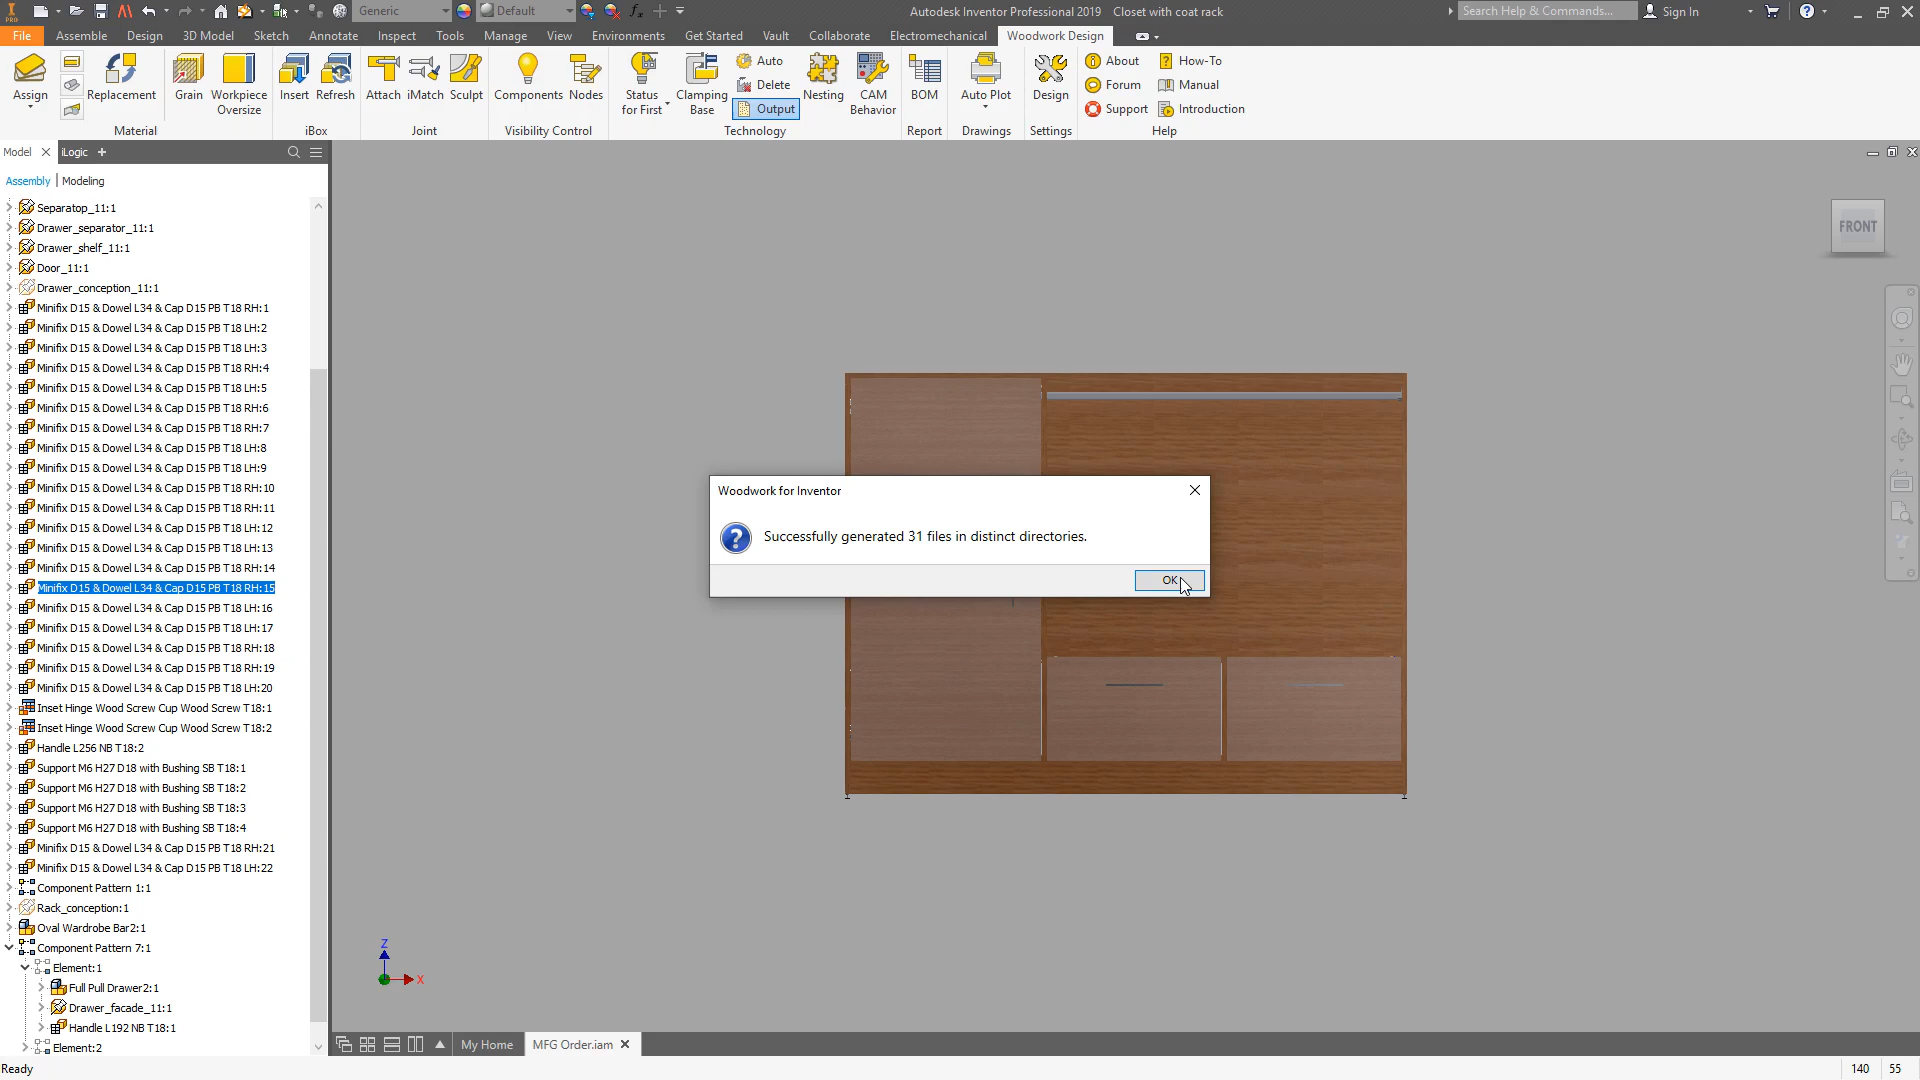 Generic
Default
Autodesk Inventor Professional 2019 Closet with coat rack
Search Help & Commands...
Sign In
PRO
File Assemble Design 3D Model Sketch Annotate Inspect Tools Manage View Environments Get Started Vault Collaborate Electromechanical Woodwork Design
Assign
Replacement
Grain
Workpiece
Oversize
Material
Insert
Refresh
iBox
Attach
iMatch
Sculpt
Joint
Components
Nodes
Visibility Control
Status
for First
Clamping
Base
Auto
Delete
Output
Nesting
CAM
Behavior
Technology
BOM
Report
Auto Plot
Drawings
Design
Settings
About
Forum
Support
How-To
Manual
Introduction
Help
Model
iLogic
Assembly | Modeling
Separatop_11:1
Drawer_separator_11:1
Drawer_shelf_11:1
Door_11:1
Drawer_conception_11:1
Minifix D15 & Dowel L34 & Cap D15 PB T18 RH:1
Minifix D15 & Dowel L34 & Cap D15 PB T18 LH:2
Minifix D15 & Dowel L34 & Cap D15 PB T18 LH:3
Minifix D15 & Dowel L34 & Cap D15 PB T18 RH:4
Minifix D15 & Dowel L34 & Cap D15 PB T18 LH:5
Minifix D15 & Dowel L34 & Cap D15 PB T18 RH:6
Minifix D15 & Dowel L34 & Cap D15 PB T18 RH:7
Minifix D15 & Dowel L34 & Cap D15 PB T18 LH:8
Minifix D15 & Dowel L34 & Cap D15 PB T18 LH:9
Minifix D15 & Dowel L34 & Cap D15 PB T18 RH:10
Minifix D15 & Dowel L34 & Cap D15 PB T18 RH:11
Minifix D15 & Dowel L34 & Cap D15 PB T18 LH:12
Minifix D15 & Dowel L34 & Cap D15 PB T18 LH:13
Minifix D15 & Dowel L34 & Cap D15 PB T18 RH:14
Minifix D15 & Dowel L34 & Cap D15 PB T18 RH:15
Minifix D15 & Dowel L34 & Cap D15 PB T18 LH:16
Minifix D15 & Dowel L34 & Cap D15 PB T18 LH:17
Minifix D15 & Dowel L34 & Cap D15 PB T18 RH:18
Minifix D15 & Dowel L34 & Cap D15 PB T18 RH:19
Minifix D15 & Dowel L34 & Cap D15 PB T18 LH:20
Inset Hinge Wood Screw Cup Wood Screw T18:1
Inset Hinge Wood Screw Cup Wood Screw T18:2
Handle L256 NB T18:2
Support M6 H27 D18 with Bushing SB T18:1
Support M6 H27 D18 with Bushing SB T18:2
Support M6 H27 D18 with Bushing SB T18:3
Support M6 H27 D18 with Bushing SB T18:4
Minifix D15 & Dowel L34 & Cap D15 PB T18 RH:21
Minifix D15 & Dowel L34 & Cap D15 PB T18 LH:22
Component Pattern 1:1
Rack_conception:1
Oval Wardrobe Bar2:1
Component Pattern 7:1
Element:1
Full Pull Drawer2:1
Drawer_facade_11:1
Handle L192 NB T18:1
Element:2
FRONT
Woodwork for Inventor
Successfully generated 31 files in distinct directories.
OK
Z
X
My Home
MFG Order.iam
Ready
140 55